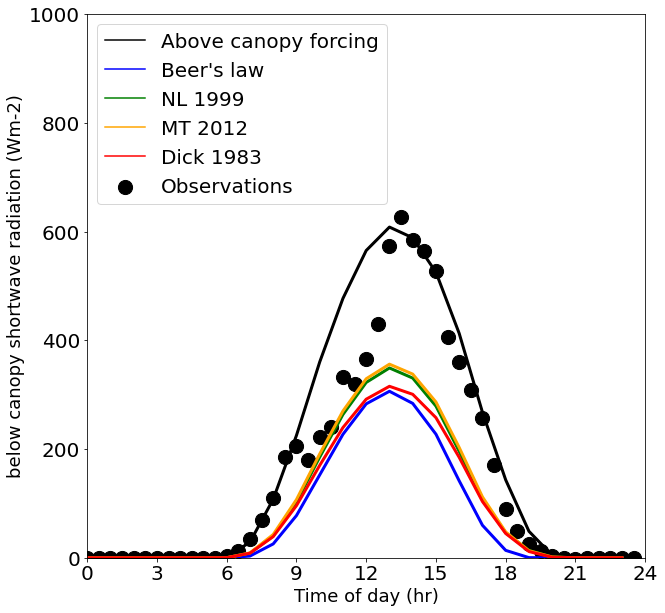 1000
800
600
400
200
0
below canopy shortwave radiation (Wm-2)
Above canopy forcing
Beer's law
NL 1999
MT 2012
Dick 1983
Observations
0 3 6 9 12 15 18 21 24
Time of day (hr)